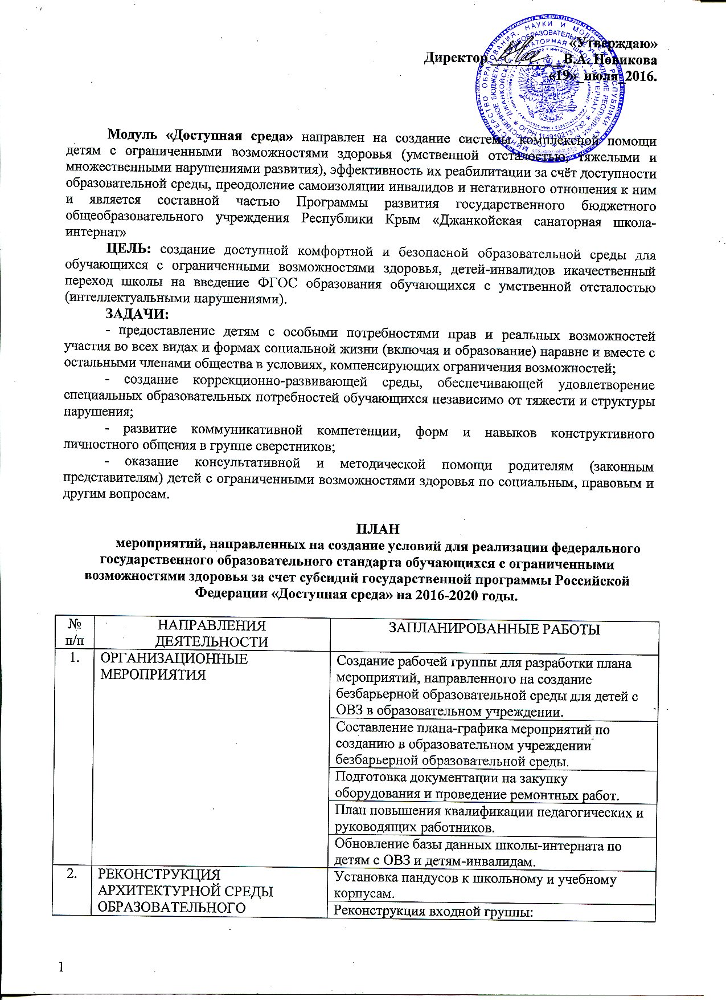 «Утверждаю»
Директор __________ В.А. Новикова
«19»_июля_2016.
Модуль «Доступная среда» направлен на создание системы комплексной помощи
детям с ограниченными возможностями здоровья (умственной отсталостью, тяжелыми и
множественными нарушениями развития), эффективность их реабилитации за счёт доступности
образовательной среды, преодоление самоизоляции инвалидов и негативного отношения к ним
и является составной частью Программы развития государственного бюджетного
общеобразовательного учреждения Республики Крым «Джанкойская санаторная школа-
интернат»
ЦЕЛЬ: создание доступной комфортной и безопасной образовательной среды для
обучающихся с ограниченными возможностями здоровья, детей-инвалидов икачественный
переход школы на введение ФГОС образования обучающихся с умственной отсталостью
(интеллектуальными нарушениями).
ЗАДАЧИ:
- предоставление детям с особыми потребностями прав и реальных возможностей
участия во всех видах и формах социальной жизни (включая и образование) наравне и вместе с
остальными членами общества в условиях, компенсирующих ограничения возможностей;
- создание коррекционно-развивающей среды, обеспечивающей удовлетворение
специальных образовательных потребностей обучающихся независимо от тяжести и структуры
нарушения;
- развитие коммуникативной компетенции, форм и навыков конструктивного
личностного общения в группе сверстников;
- оказание консультативной и методической помощи родителям (законным
представителям) детей с ограниченными возможностями здоровья по социальным, правовым и
другим вопросам.
ПЛАН
мероприятий, направленных на создание условий для реализации федерального
государственного образовательного стандарта обучающихся с ограниченными
возможностями здоровья за счет субсидий государственной программы Российской
Федерации «Доступная среда» на 2016-2020 годы.
№
п/п
НАПРАВЛЕНИЯ
ДЕЯТЕЛЬНОСТИ
ЗАПЛАНИРОВАННЫЕ РАБОТЫ
1.
ОРГАНИЗАЦИОННЫЕ
МЕРОПРИЯТИЯ
Создание рабочей группы для разработки плана
мероприятий, направленного на создание
безбарьерной образовательной среды для детей с
ОВЗ в образовательном учреждении.
Составление плана-графика мероприятий по
созданию в образовательном учреждении
безбарьерной образовательной среды.
Подготовка документации на закупку
оборудования и проведение ремонтных работ.
План повышения квалификации педагогических и
руководящих работников.
Обновление базы данных школы-интерната по
детям с ОВЗ и детям-инвалидам.
2.
РЕКОНСТРУКЦИЯ
АРХИТЕКТУРНОЙ СРЕДЫ
ОБРАЗОВАТЕЛЬНОГО
Установка пандусов к школьному и учебному
корпусам.
Реконструкция входной группы:
1